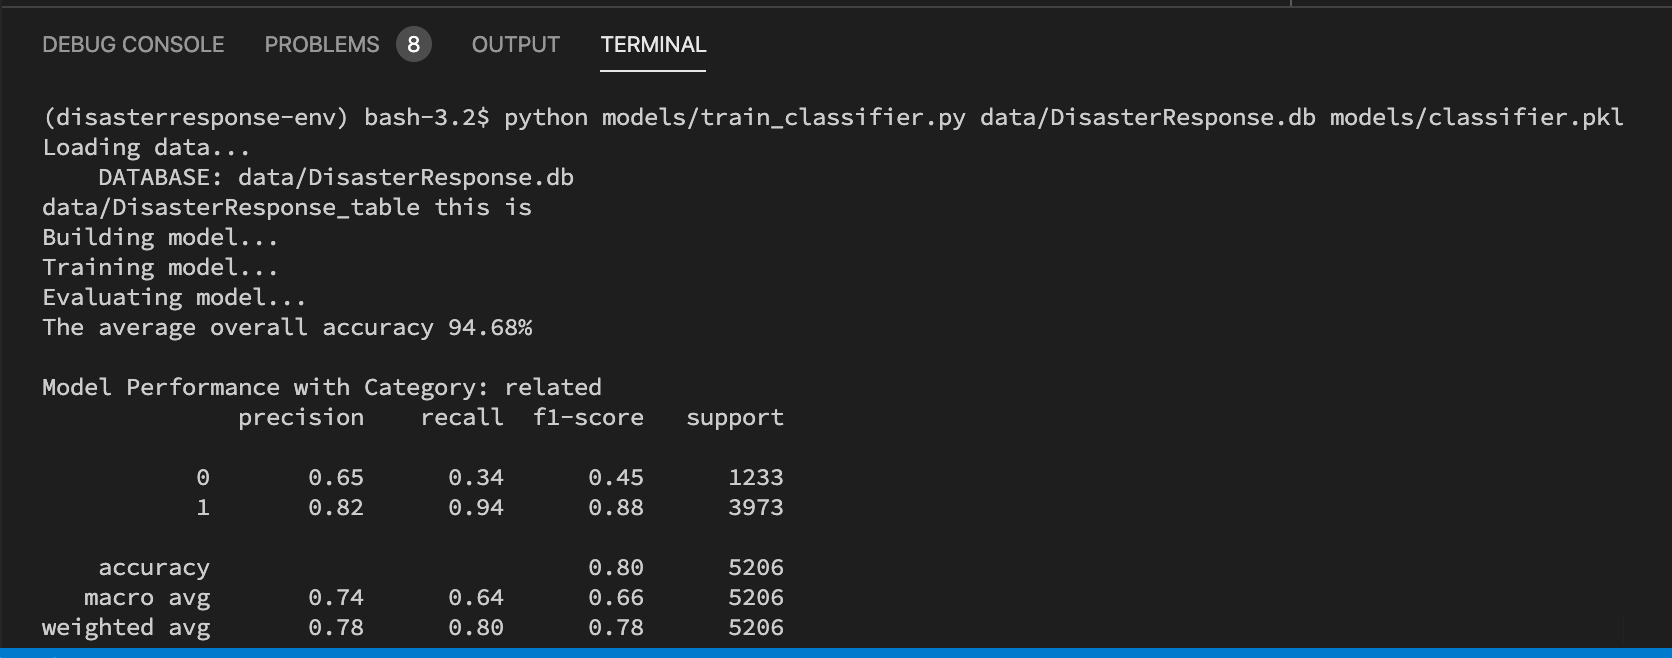 DEBUG CONSOLE PROBLEMS 8 OUTPUT TERMINAL
(disasterresponse-env) bash-3.2$ python models/train_classifier.py data/DisasterResponse.db models/classifier.pkl
Loading data...
    DATABASE: data/DisasterResponse.db
data/DisasterResponse_table this is
Building model...
Training model...
Evaluating model...
The average overall accuracy 94.68%
Model Performance with Category: related
              precision    recall  f1-score   support
           0       0.65      0.34      0.45      1233
           1       0.82      0.94      0.88      3973
    accuracy                           0.80      5206
   macro avg       0.74      0.64      0.66      5206
weighted avg       0.78      0.80      0.78      5206